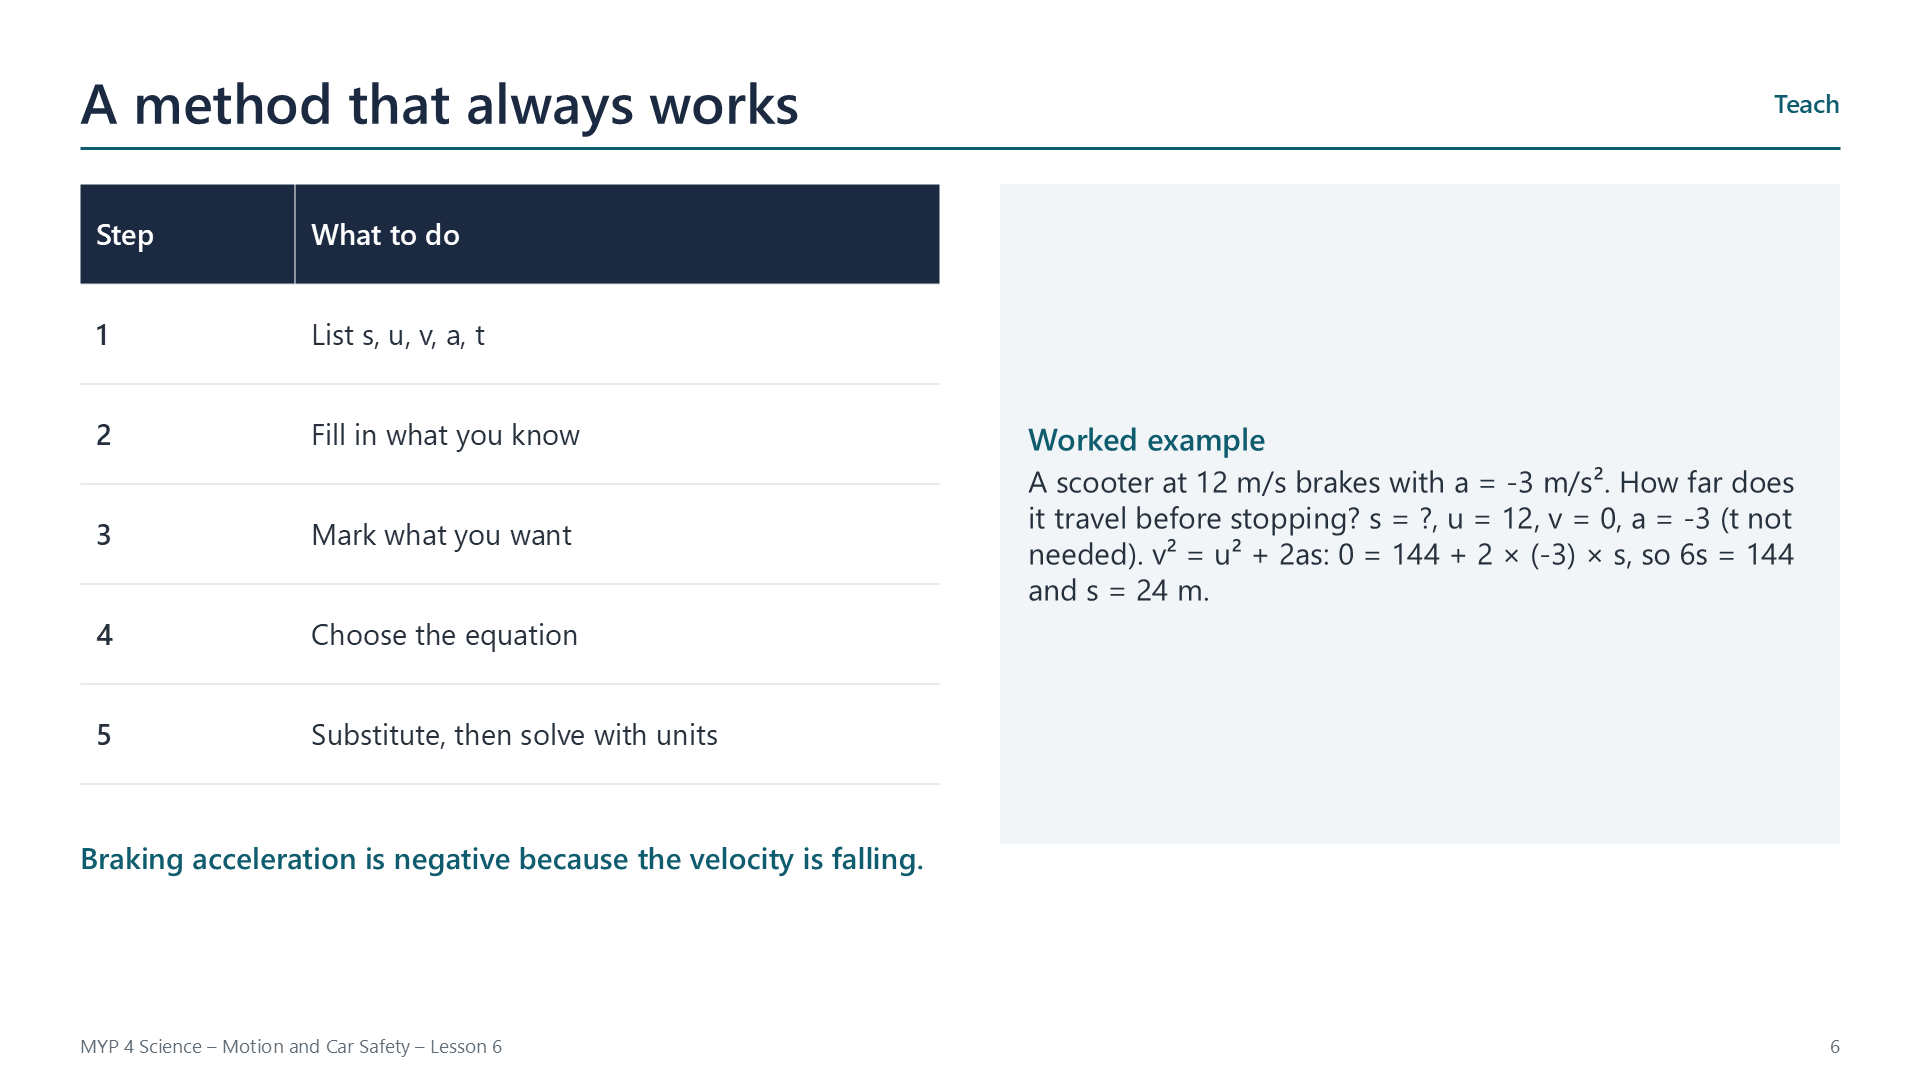 A method that always works
Teach
Step What to do
1 List s, u, v, a, t
2 Fill in what you know
3 Mark what you want
4 Choose the equation
5 Substitute, then solve with units
Braking acceleration is negative because the velocity is falling.
Worked example
A scooter at 12 m/s brakes with a = -3 m/s². How far does
it travel before stopping? s = ?, u = 12, v = 0, a = -3 (t not
needed). v² = u² + 2as: 0 = 144 + 2 × (-3) × s, so 6s = 144
and s = 24 m.
MYP 4 Science – Motion and Car Safety – Lesson 6
6